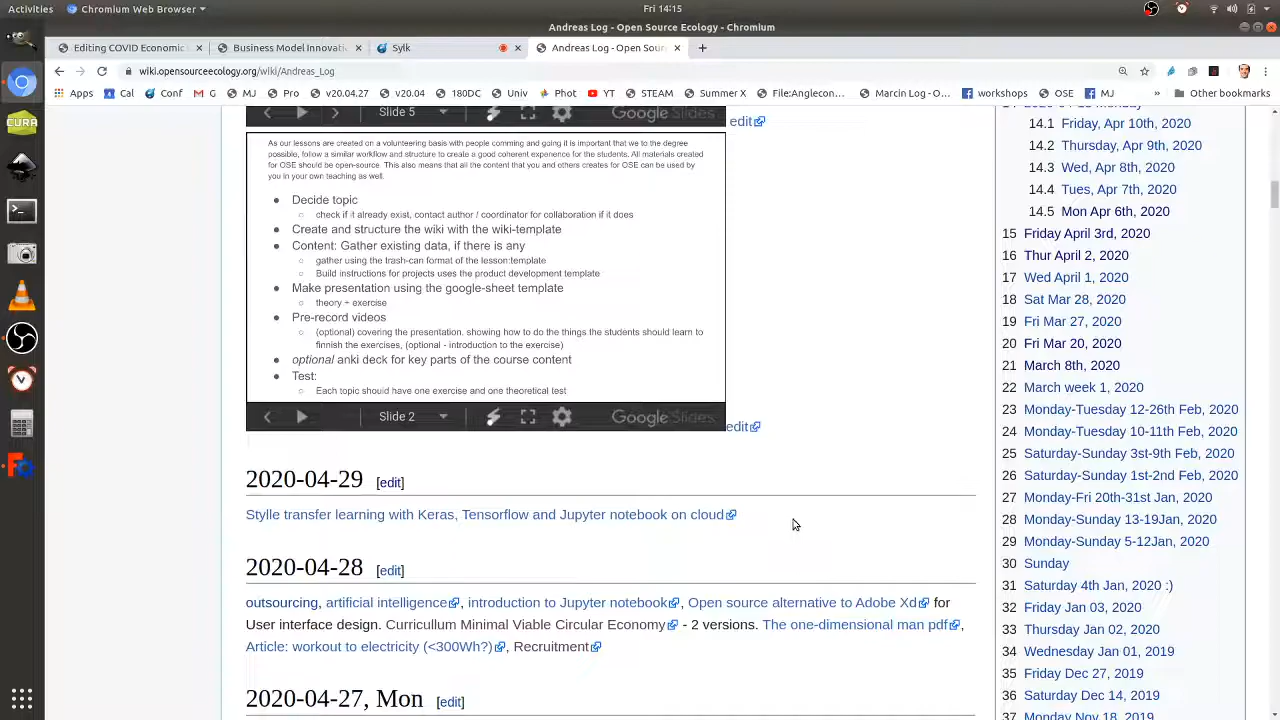 Activities
Chromium Web Browser
Fri 14:15
Andreas Log - Open Source Ecology - Chromium
Editing COVID Economic
Business Model Innovati
Sylk
Andreas Log - Open Sour
wiki.opensourceecology.org/wiki/Andreas_Log
Apps Cal Conf G MJ Pro v20.04.27 v20.04 180DC Univ Phot YT STEAM Summer X File:Anglecon... Marcin Log - O... workshops OSE MJ » Other bookmarks
Slide 5
Google Slides
edit
As our lessons are created on a volunteering basis with people comming and going it is important that we to the degree
possible, follow a similar workflow and structure to create a good coherent experience for the students. All materials created
for OSE should be open-source. This also means that all the content that you and others creates for OSE can be used by
you in your own teaching as well.
Decide topic
check if it already exist, contact author / coordinator for collaboration if it does
Create and structure the wiki with the wiki-template
Content: Gather existing data, if there is any
gather using the trash-can format of the lesson:template
Build instructions for projects uses the product development template
Make presentation using the google-sheet template
theory + exercise
Pre-record videos
(optional) covering the presentation. showing how to do the things the students should learn to
finnish the exercises, (optional - introduction to the exercise)
optional anki deck for key parts of the course content
Test:
Each topic should have one exercise and one theoretical test
Slide 2
Google Slides
edit
2020-04-29 [edit]
Stylle transfer learning with Keras, Tensorflow and Jupyter notebook on cloud
2020-04-28 [edit]
outsourcing, artificial intelligence, introduction to Jupyter notebook, Open source alternative to Adobe Xd for
User interface design. Curricullum Minimal Viable Circular Economy - 2 versions. The one-dimensional man pdf,
Article: workout to electricity (<300Wh?), Recruitment
2020-04-27, Mon [edit]
14.1 Friday, Apr 10th, 2020
14.2 Thursday, Apr 9th, 2020
14.3 Wed, Apr 8th, 2020
14.4 Tues, Apr 7th, 2020
14.5 Mon Apr 6th, 2020
15 Friday April 3rd, 2020
16 Thur April 2, 2020
17 Wed April 1, 2020
18 Sat Mar 28, 2020
19 Fri Mar 27, 2020
20 Fri Mar 20, 2020
21 March 8th, 2020
22 March week 1, 2020
23 Monday-Tuesday 12-26th Feb, 2020
24 Monday-Tuesday 10-11th Feb, 2020
25 Saturday-Sunday 3st-9th Feb, 2020
26 Saturday-Sunday 1st-2nd Feb, 2020
27 Monday-Fri 20th-31st Jan, 2020
28 Monday-Sunday 13-19Jan, 2020
29 Monday-Sunday 5-12Jan, 2020
30 Sunday
31 Saturday 4th Jan, 2020 :)
32 Friday Jan 03, 2020
33 Thursday Jan 02, 2020
34 Wednesday Jan 01, 2019
35 Friday Dec 27, 2019
36 Saturday Dec 14, 2019
37 Monday Nov 18, 2019